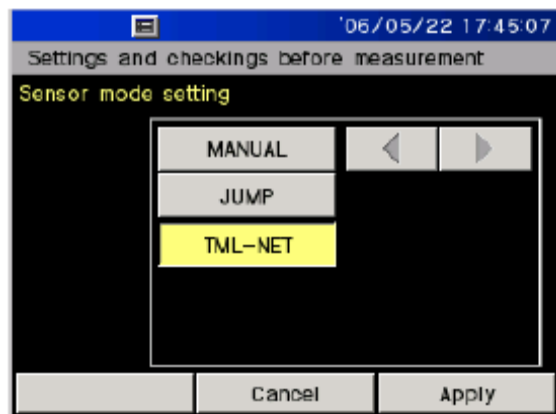 '06/05/22 17:45:07
Settings and checkings before measurement
Sensor mode setting
MANUAL
JUMP
TML-NET
Cancel Apply